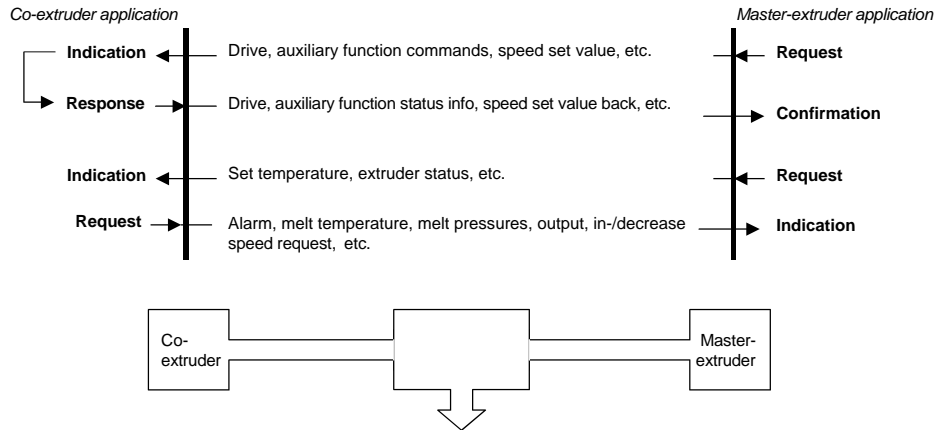 Co-extruder application
Master-extruder application
Indication
Drive, auxiliary function commands, speed set value, etc.
Request
Response
Drive, auxiliary function status info, speed set value back, etc.
Confirmation
Indication
Set temperature, extruder status, etc.
Request
Request
Alarm, melt temperature, melt pressures, output, in-/decrease
speed request, etc.
Indication
Co-
extruder
Master-
extruder